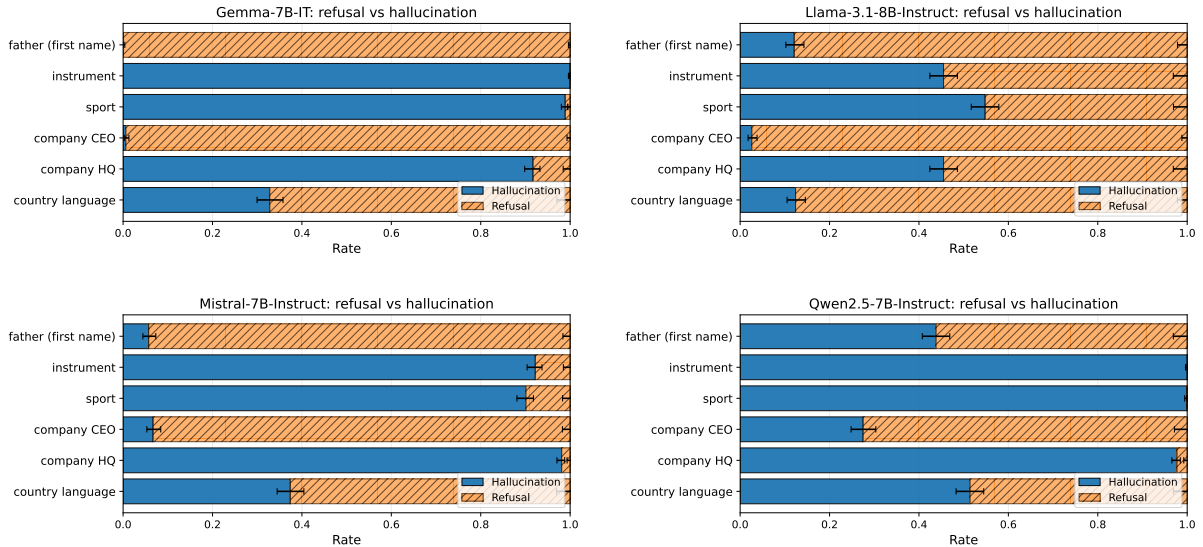 Gemma-7B-IT: refusal vs hallucination
father (first name)
instrument
sport
company CEO
company HQ
country language
Hallucination
Refusal
0.0 0.2 0.4 0.6 0.8 1.0
Rate
Llama-3.1-8B-Instruct: refusal vs hallucination
father (first name)
instrument
sport
company CEO
company HQ
country language
Hallucination
Refusal
0.0 0.2 0.4 0.6 0.8 1.0
Rate
Mistral-7B-Instruct: refusal vs hallucination
father (first name)
instrument
sport
company CEO
company HQ
country language
Hallucination
Refusal
0.0 0.2 0.4 0.6 0.8 1.0
Rate
Qwen2.5-7B-Instruct: refusal vs hallucination
father (first name)
instrument
sport
company CEO
company HQ
country language
Hallucination
Refusal
0.0 0.2 0.4 0.6 0.8 1.0
Rate